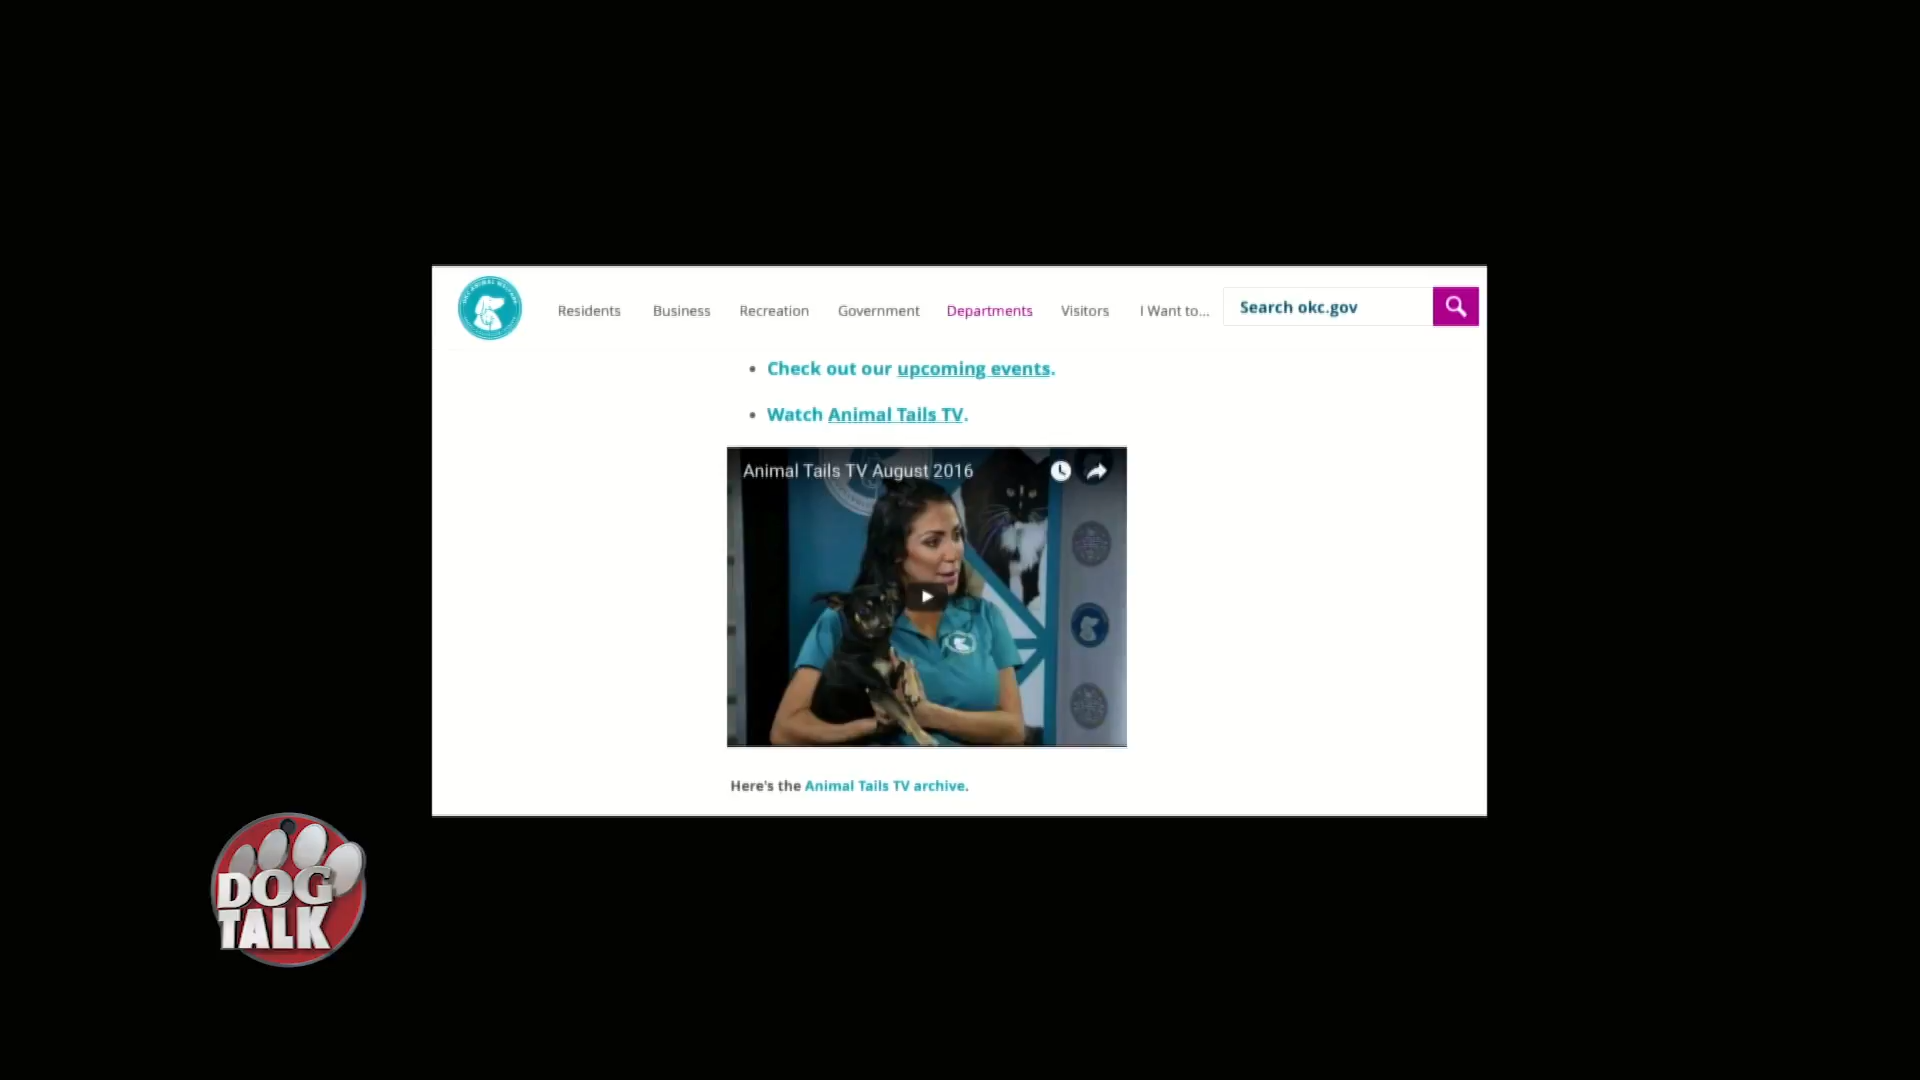 Residents Business Recreation Government Departments Visitors I Want to... Search okc.gov
• Check out our upcoming events.
• Watch Animal Tails TV.
Animal Tails TV August 2016
Here's the Animal Tails TV archive.
DOG
TALK